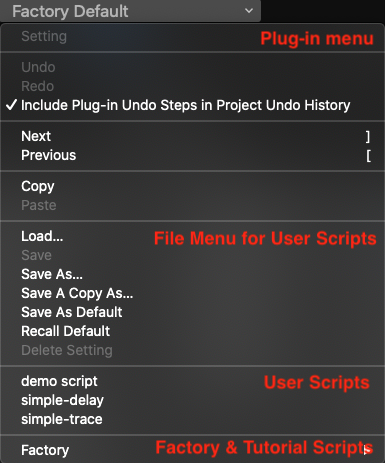 Factory Default
Setting Plug-in menu
Undo
Redo
✓ Include Plug-in Undo Steps in Project Undo History
Next ]
Previous [
Copy
Paste
Load... File Menu for User Scripts
Save
Save As...
Save A Copy As...
Save As Default
Recall Default
Delete Setting
demo script User Scripts
simple-delay
simple-trace
Factory Factory & Tutorial Scripts